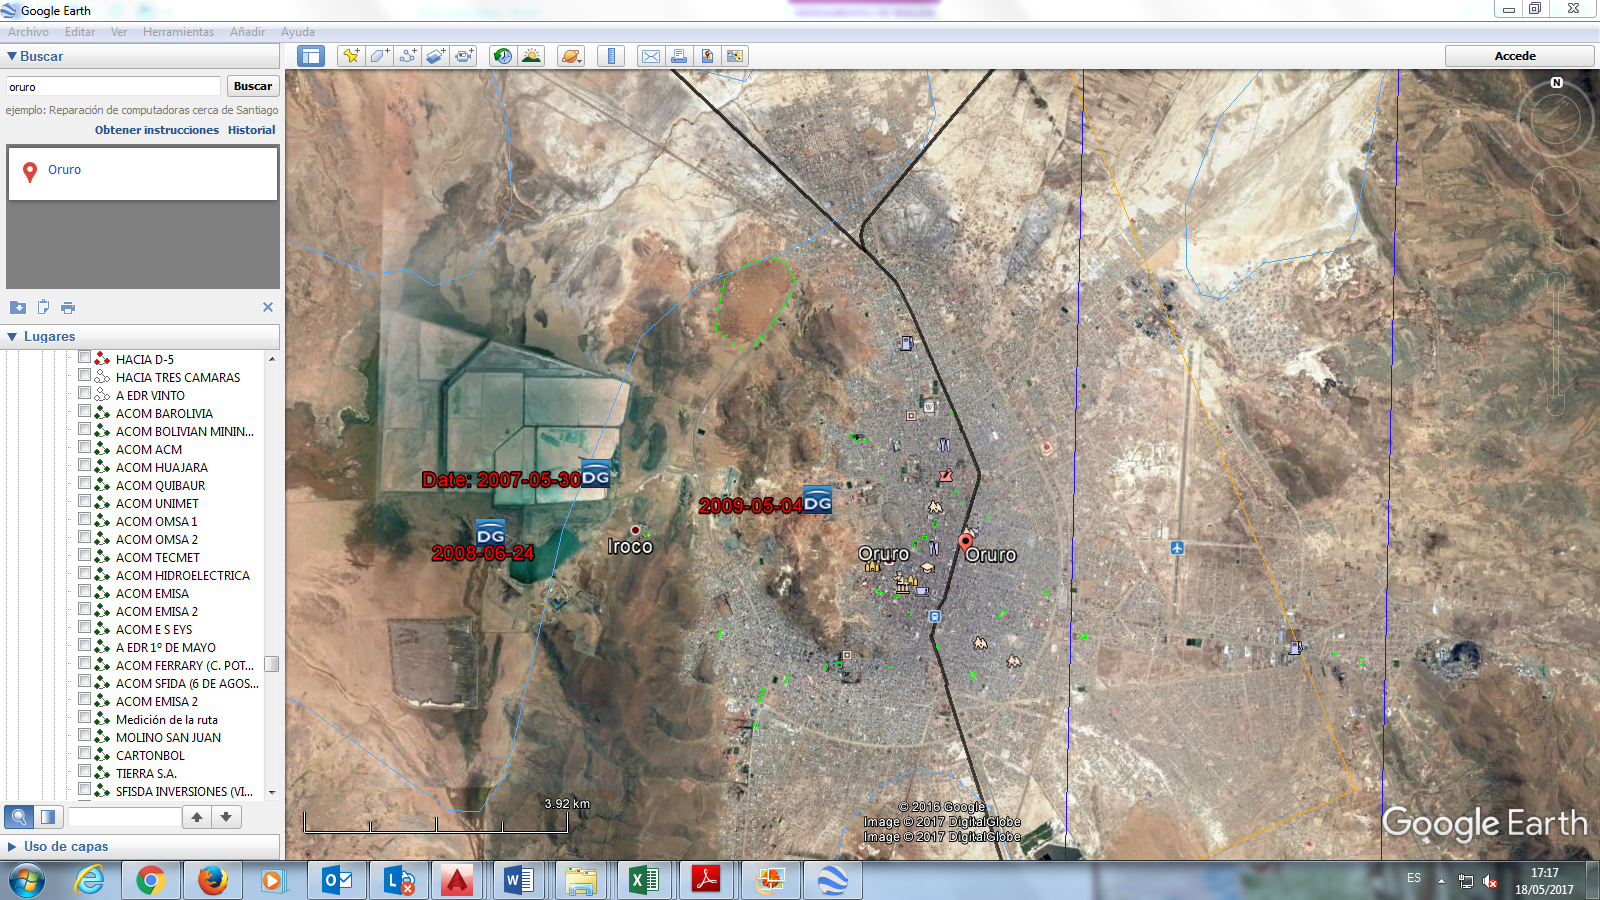 Google Earth
Archivo Editar Ver Herramientas Añadir Ayuda
Buscar
Accede
oruro
Buscar
ejemplo: Reparación de computadoras cerca de Santiago
Obtener instrucciones Historial
Oruro
Lugares
HACIA D-5
HACIA TRES CAMARAS
A EDR VINTO
ACOM BAROLIVIA
ACOM BOLIVIAN MININ...
ACOM ACM
ACOM HUAJARA
ACOM QUIBAUR
ACOM UNIMET
ACOM OMSA 1
ACOM OMSA 2
ACOM TECMET
ACOM HIDROELECTRICA
ACOM EMISA
ACOM EMISA 2
ACOM E S EYS
A EDR 1º DE MAYO
ACOM FERRARY (C. POT...
ACOM SFIDA (6 DE AGOS...
ACOM EMISA 2
Medición de la ruta
MOLINO SAN JUAN
CARTONBOL
TIERRA S.A.
SFISDA INVERSIONES (VI...
Uso de capas
N
W
Date: 2007-05-30
DG
2009-05-04
DG
DG
2008-06-24
Iroco
Oruro
Oruro
3.92 km
© 2016 Google
Image © 2017 DigitalGlobe
Image © 2017 DigitalGlobe
Google Earth
ES
17:17
18/05/2017